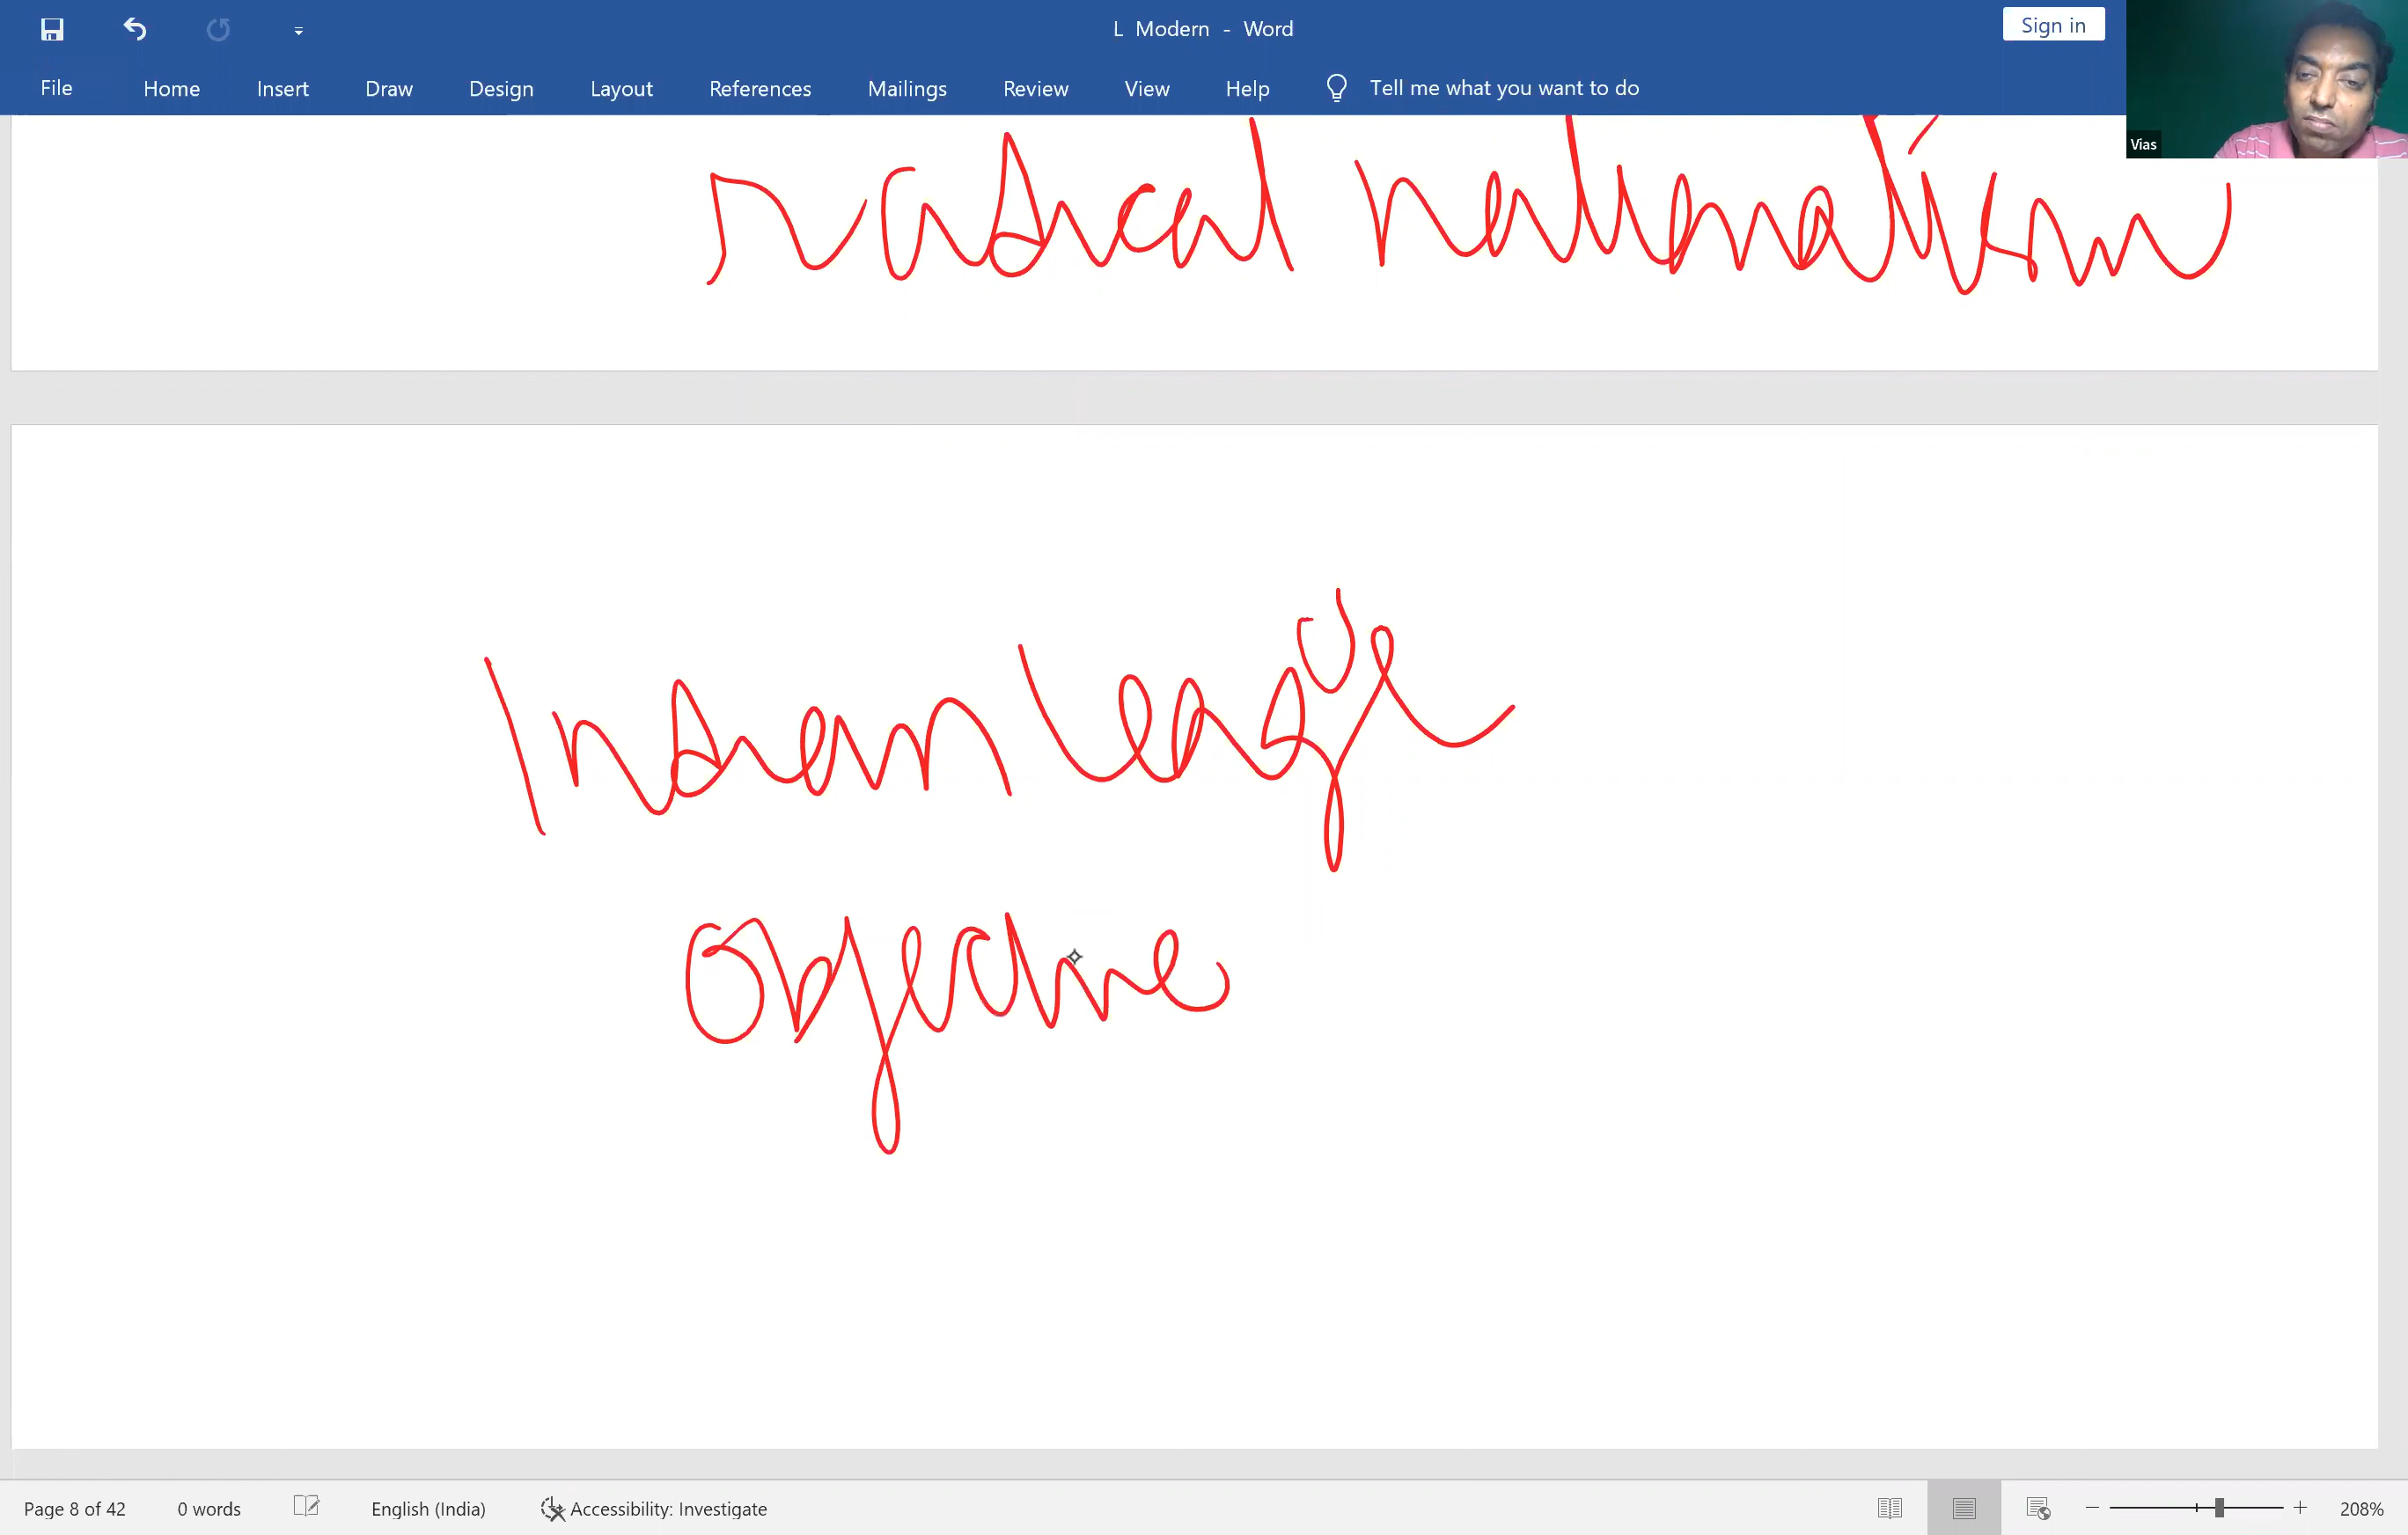 L Modern - Word
Sign in
File Home Insert Draw Design Layout References Mailings Review View Help Tell me what you want to do
Vias
radical nationalism
Indian league
objective
Page 8 of 42 0 words English (India) Accessibility: Investigate 208%